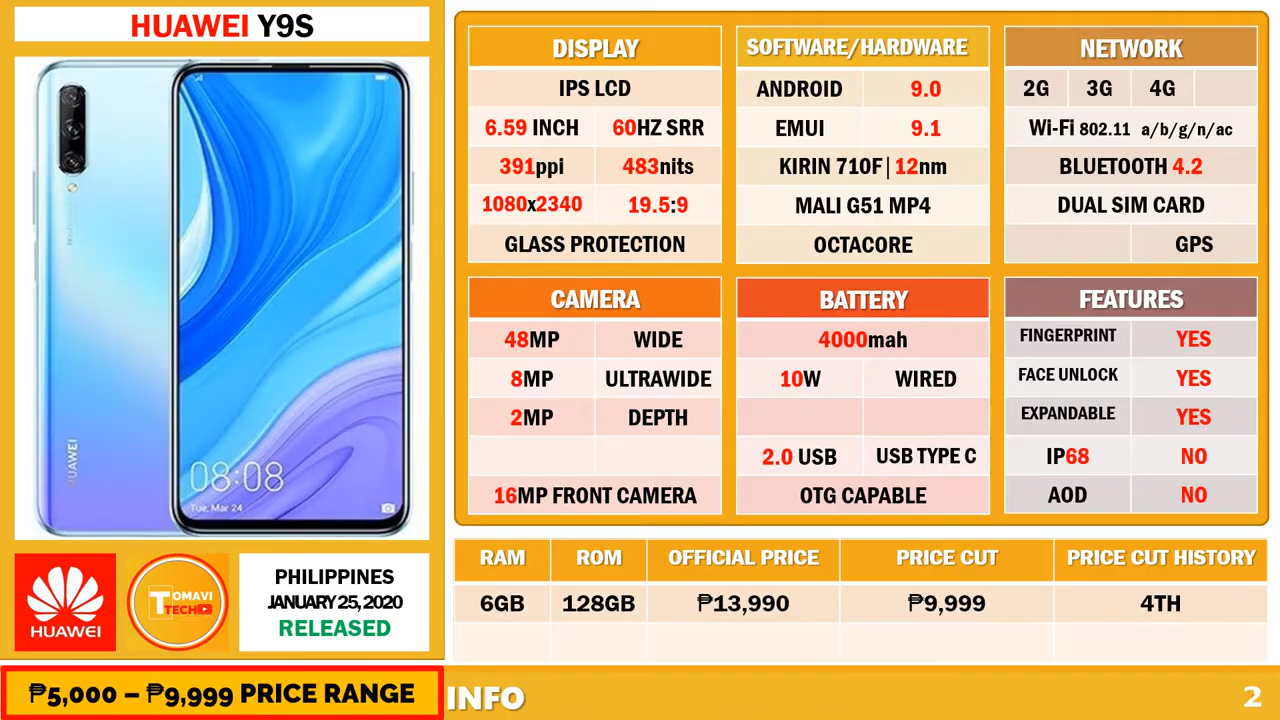 HUAWEI Y9S
HUAWEI
08:08
Tue, Mar 24
HUAWEI
TOMAVI
TECH
PHILIPPINES
JANUARY 25, 2020
RELEASED
₱5,000 – ₱9,999 PRICE RANGE
DISPLAY
IPS LCD
6.59 INCH 60HZ SRR
391ppi 483nits
1080x2340 19.5:9
GLASS PROTECTION
SOFTWARE/HARDWARE
ANDROID 9.0
EMUI 9.1
KIRIN 710F|12nm
MALI G51 MP4
OCTACORE
NETWORK
2G 3G 4G
Wi-Fi 802.11 a/b/g/n/ac
BLUETOOTH 4.2
DUAL SIM CARD
GPS
CAMERA
48MP WIDE
8MP ULTRAWIDE
2MP DEPTH
16MP FRONT CAMERA
BATTERY
4000mah
10W WIRED
2.0 USB USB TYPE C
OTG CAPABLE
FEATURES
FINGERPRINT YES
FACE UNLOCK YES
EXPANDABLE YES
IP68 NO
AOD NO
RAM ROM OFFICIAL PRICE PRICE CUT PRICE CUT HISTORY
6GB 128GB ₱13,990 ₱9,999 4TH
INFO 2